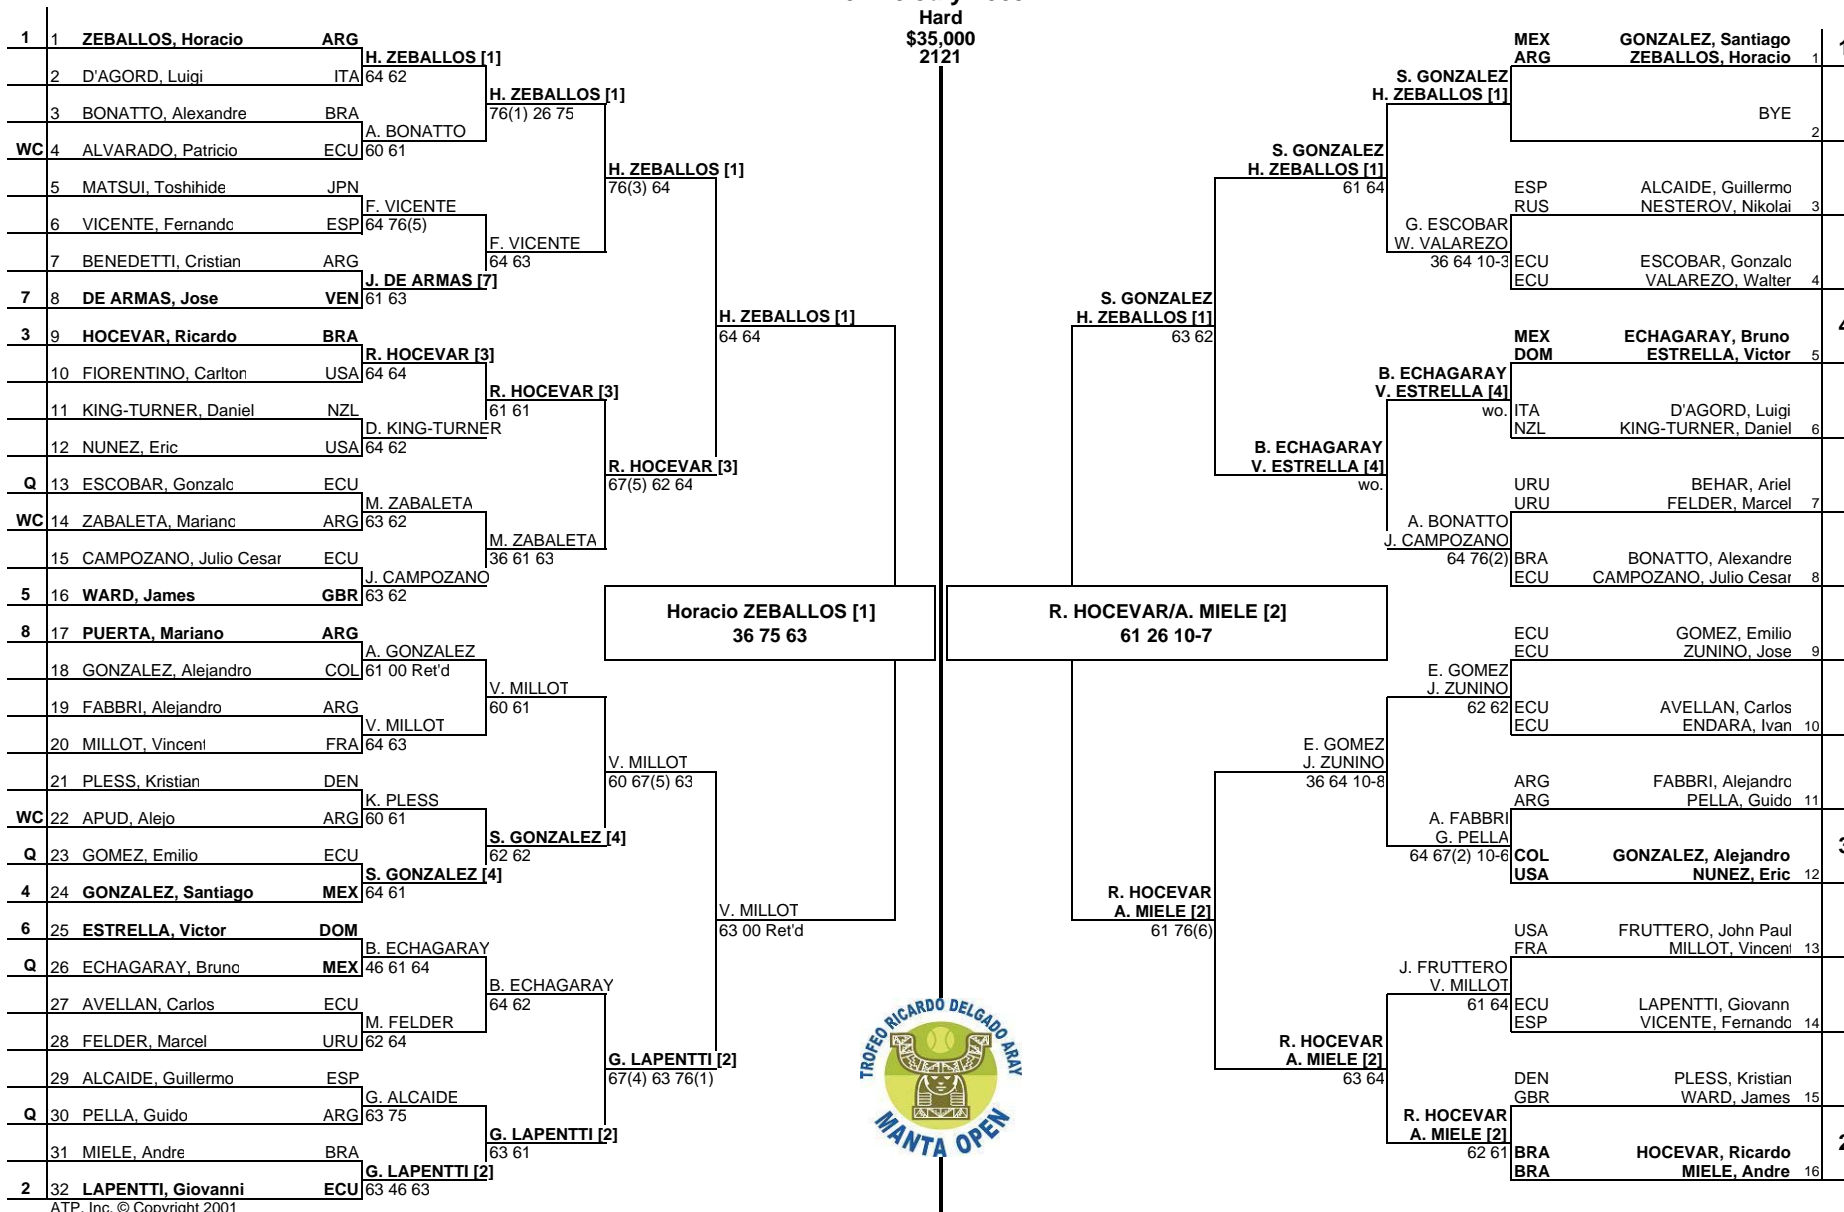 Hard
$35,000
2121
1 1 ZEBALLOS, Horacio ARG
H. ZEBALLOS [1]
2 D'AGORD, Luigi ITA 64 62
H. ZEBALLOS [1]
3 BONATTO, Alexandre BRA 76(1) 26 75
A. BONATTO
WC 4 ALVARADO, Patricio ECU 60 61
H. ZEBALLOS [1]
5 MATSUI, Toshihide JPN 76(3) 64
F. VICENTE
6 VICENTE, Fernando ESP 64 76(5)
F. VICENTE
7 BENEDETTI, Cristian ARG 64 63
J. DE ARMAS [7]
7 8 DE ARMAS, Jose VEN 61 63
H. ZEBALLOS [1]
3 9 HOCEVAR, Ricardo BRA 64 64
R. HOCEVAR [3]
10 FIORENTINO, Carlton USA 64 64
R. HOCEVAR [3]
11 KING-TURNER, Daniel NZL 61 61
D. KING-TURNER
12 NUNEZ, Eric USA 64 62
R. HOCEVAR [3]
Q 13 ESCOBAR, Gonzalo ECU 67(5) 62 64
M. ZABALETA
WC 14 ZABALETA, Mariano ARG 63 62
M. ZABALETA
15 CAMPOZANO, Julio Cesar ECU 36 61 63
J. CAMPOZANO
5 16 WARD, James GBR 63 62
Horacio ZEBALLOS [1]
36 75 63
8 17 PUERTA, Mariano ARG
A. GONZALEZ
18 GONZALEZ, Alejandro COL 61 00 Ret'd
V. MILLOT
19 FABBRI, Alejandro ARG 60 61
V. MILLOT
20 MILLOT, Vincent FRA 64 63
V. MILLOT
21 PLESS, Kristian DEN 60 67(5) 63
K. PLESS
WC 22 APUD, Alejo ARG 60 61
S. GONZALEZ [4]
Q 23 GOMEZ, Emilio ECU 62 62
S. GONZALEZ [4]
4 24 GONZALEZ, Santiago MEX 64 61
V. MILLOT
6 25 ESTRELLA, Victor DOM 63 00 Ret'd
B. ECHAGARAY
Q 26 ECHAGARAY, Bruno MEX 46 61 64
B. ECHAGARAY
27 AVELLAN, Carlos ECU 64 62
M. FELDER
28 FELDER, Marcel URU 62 64
G. LAPENTTI [2]
29 ALCAIDE, Guillermo ESP 67(4) 63 76(1)
G. ALCAIDE
Q 30 PELLA, Guido ARG 63 75
G. LAPENTTI [2]
31 MIELE, Andre BRA 63 61
G. LAPENTTI [2]
2 32 LAPENTTI, Giovanni ECU 63 46 63
ATP, Inc. © Copyright 2001
TROFEO RICARDO DELGADO ARAY
MANTA OPEN
MEX GONZALEZ, Santiago
ARG ZEBALLOS, Horacio 1
S. GONZALEZ
H. ZEBALLOS [1]
BYE
2
S. GONZALEZ
H. ZEBALLOS [1]
61 64
ESP ALCAIDE, Guillermo
RUS NESTEROV, Nikolai 3
G. ESCOBAR
W. VALAREZO
36 64 10-3 ECU ESCOBAR, Gonzalo
ECU VALAREZO, Walter 4
S. GONZALEZ
H. ZEBALLOS [1]
63 62
MEX ECHAGARAY, Bruno
DOM ESTRELLA, Victor 5
B. ECHAGARAY
V. ESTRELLA [4]
wo. ITA D'AGORD, Luigi
NZL KING-TURNER, Daniel 6
B. ECHAGARAY
V. ESTRELLA [4]
wo.
URU BEHAR, Ariel
URU FELDER, Marcel 7
A. BONATTO
J. CAMPOZANO
64 76(2) BRA BONATTO, Alexandre
ECU CAMPOZANO, Julio Cesar 8
R. HOCEVAR/A. MIELE [2]
61 26 10-7
ECU GOMEZ, Emilio
ECU ZUNINO, Jose 9
E. GOMEZ
J. ZUNINO
62 62 ECU AVELLAN, Carlos
ECU ENDARA, Ivan 10
E. GOMEZ
J. ZUNINO
36 64 10-8
ARG FABBRI, Alejandro
ARG PELLA, Guido 11
A. FABBRI
G. PELLA
64 67(2) 10-6 COL GONZALEZ, Alejandro
USA NUNEZ, Eric 12
R. HOCEVAR
A. MIELE [2]
61 76(6)
USA FRUTTERO, John Paul
FRA MILLOT, Vincent 13
J. FRUTTERO
V. MILLOT
61 64 ECU LAPENTTI, Giovann
ESP VICENTE, Fernando 14
R. HOCEVAR
A. MIELE [2]
63 64
DEN PLESS, Kristian
GBR WARD, James 15
R. HOCEVAR
A. MIELE [2]
62 61 BRA HOCEVAR, Ricardo
BRA MIELE, Andre 16